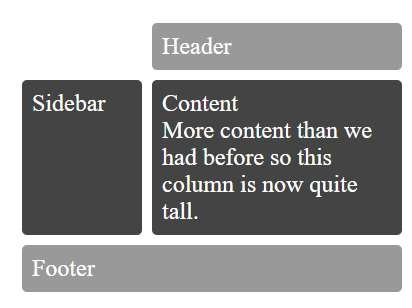 Header
Sidebar
Content
More content than we
had before so this
column is now quite
tall.
Footer